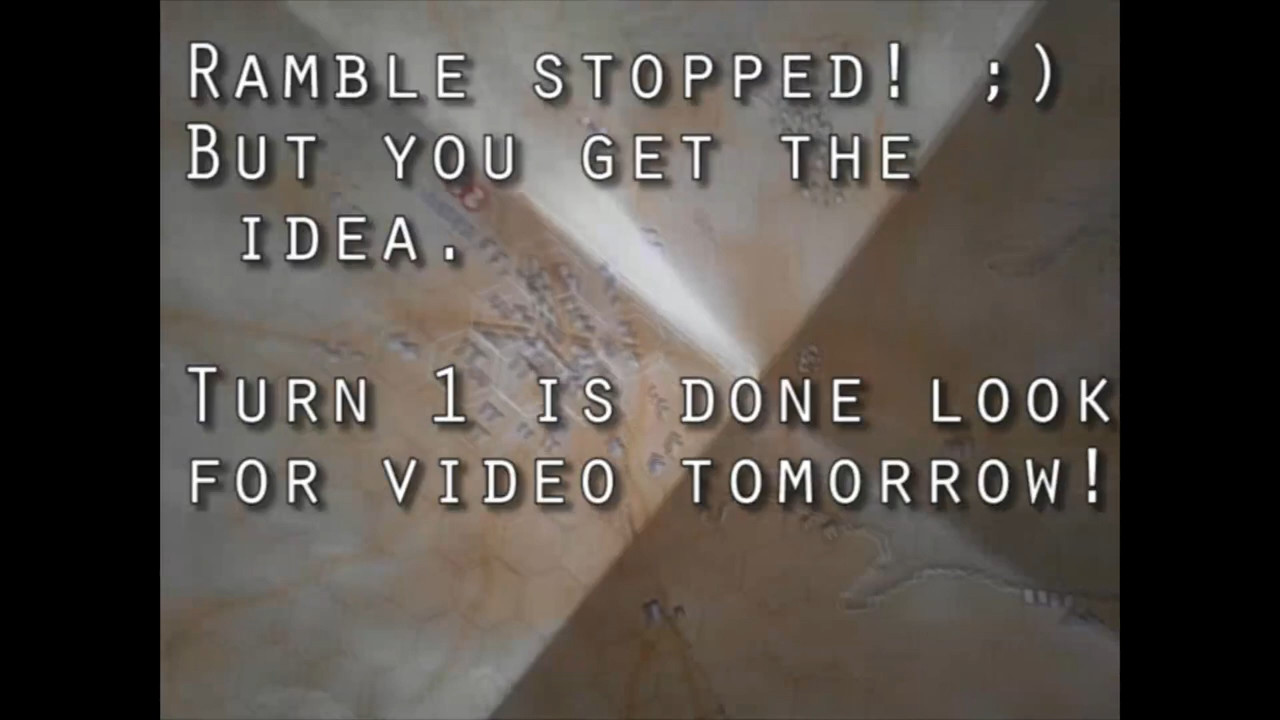 Ramble stopped! ;)
But you get the
idea.
Turn 1 is done look
for video tomorrow!